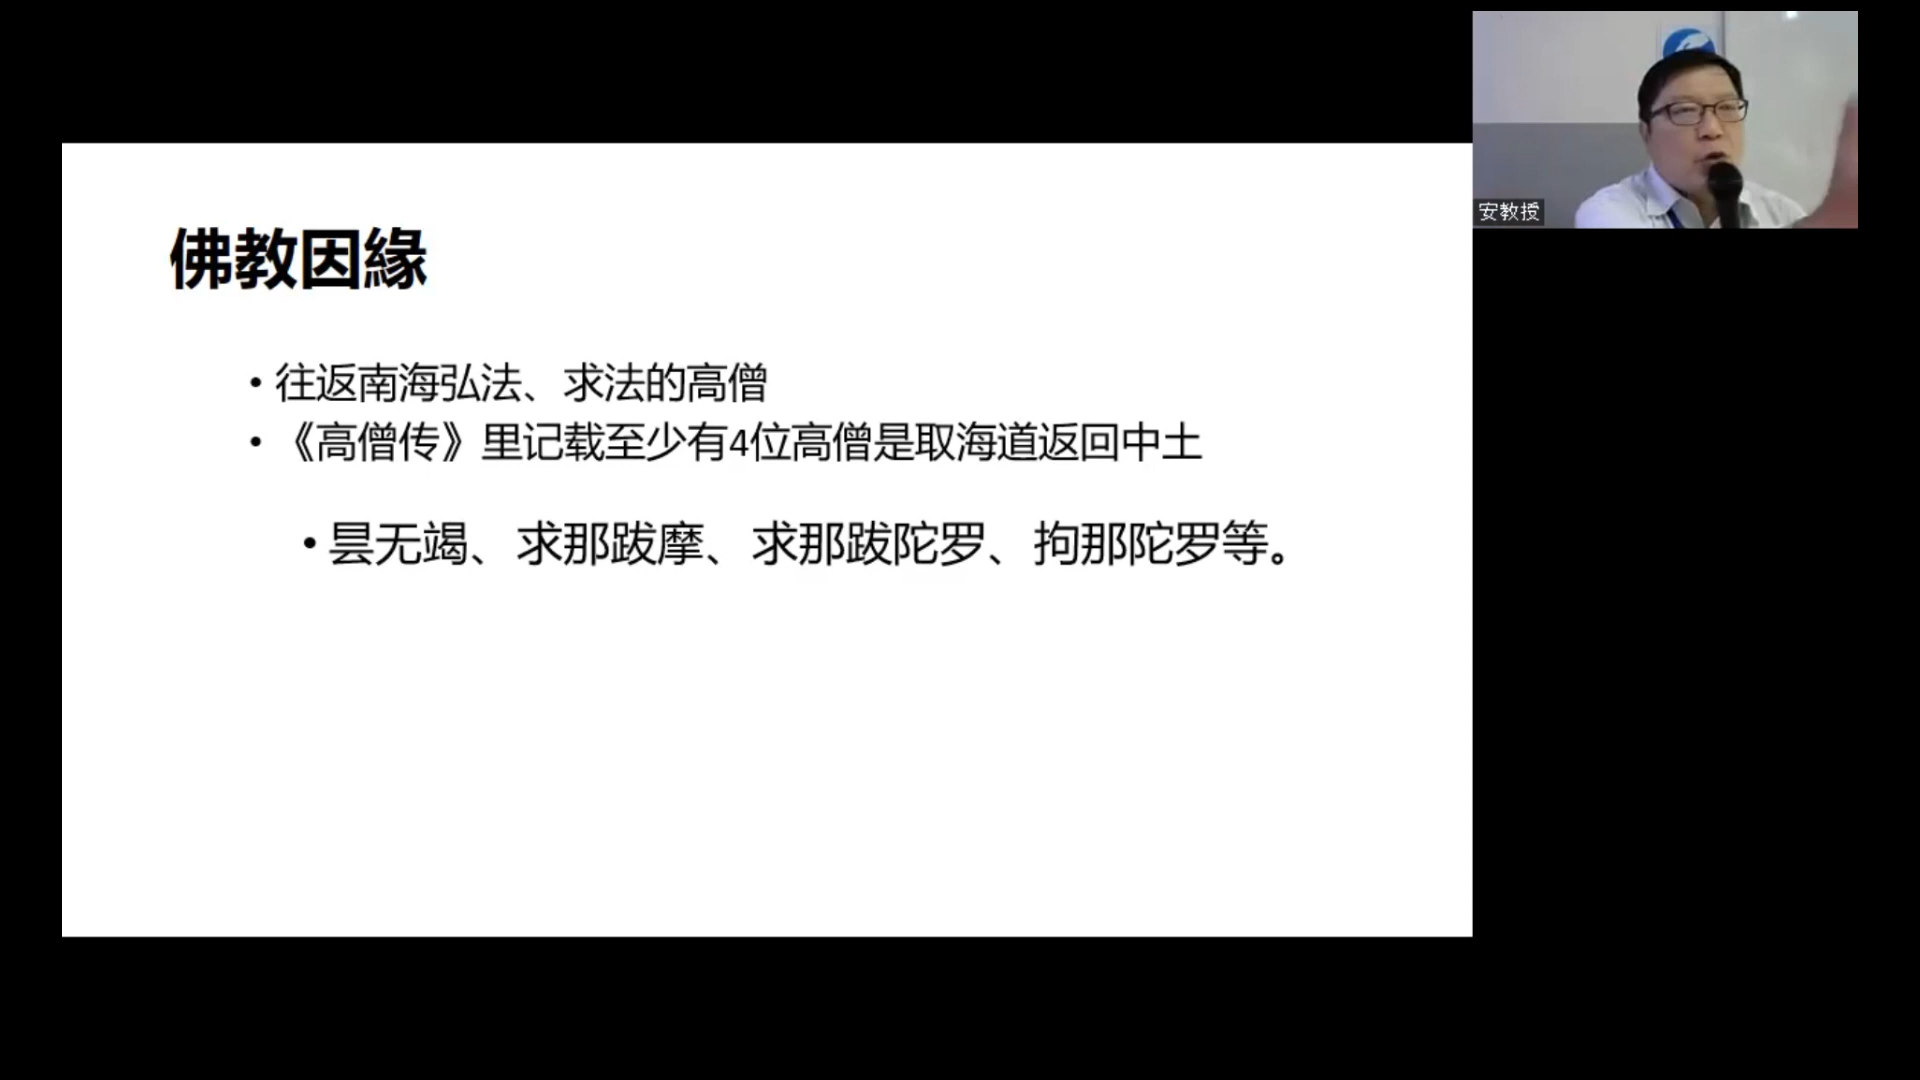 佛教因緣
• 往返南海弘法、求法的高僧
• 《高僧传》里记载至少有4位高僧是取海道返回中土
• 昙无竭、求那跋摩、求那跋陀罗、拘那陀罗等。
安教授